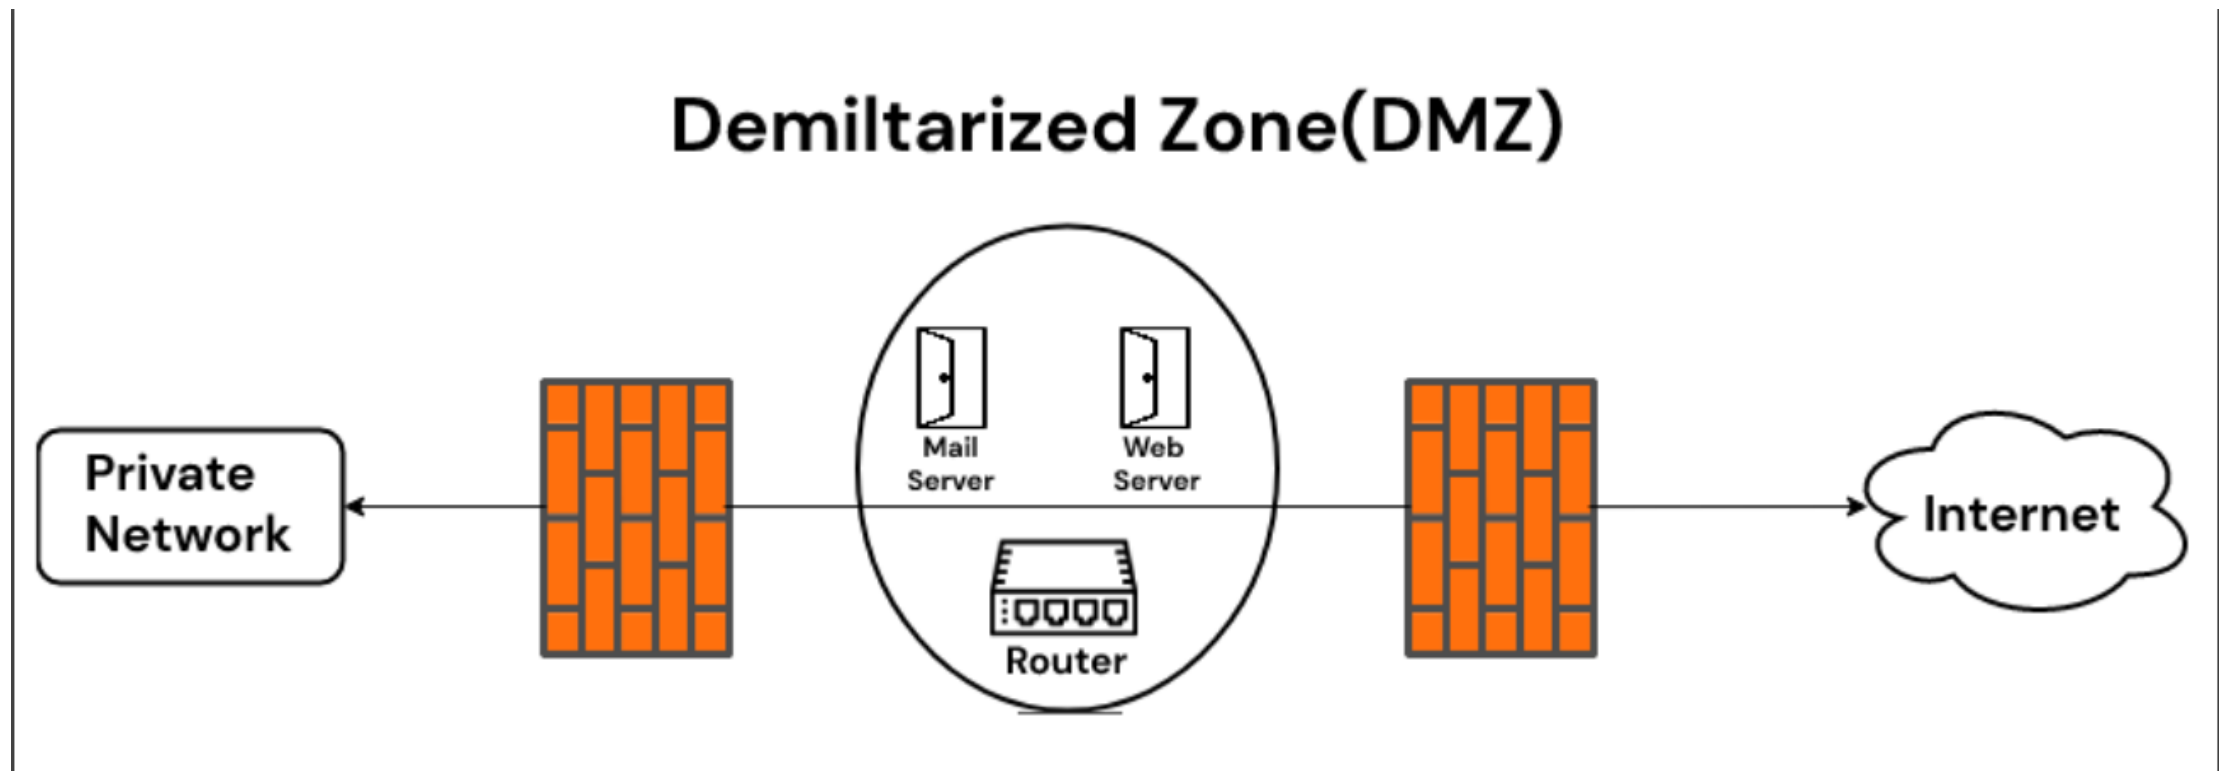 Demiltarized Zone(DMZ)
Mail
Server
Web
Server
Private
Network
Internet
Router